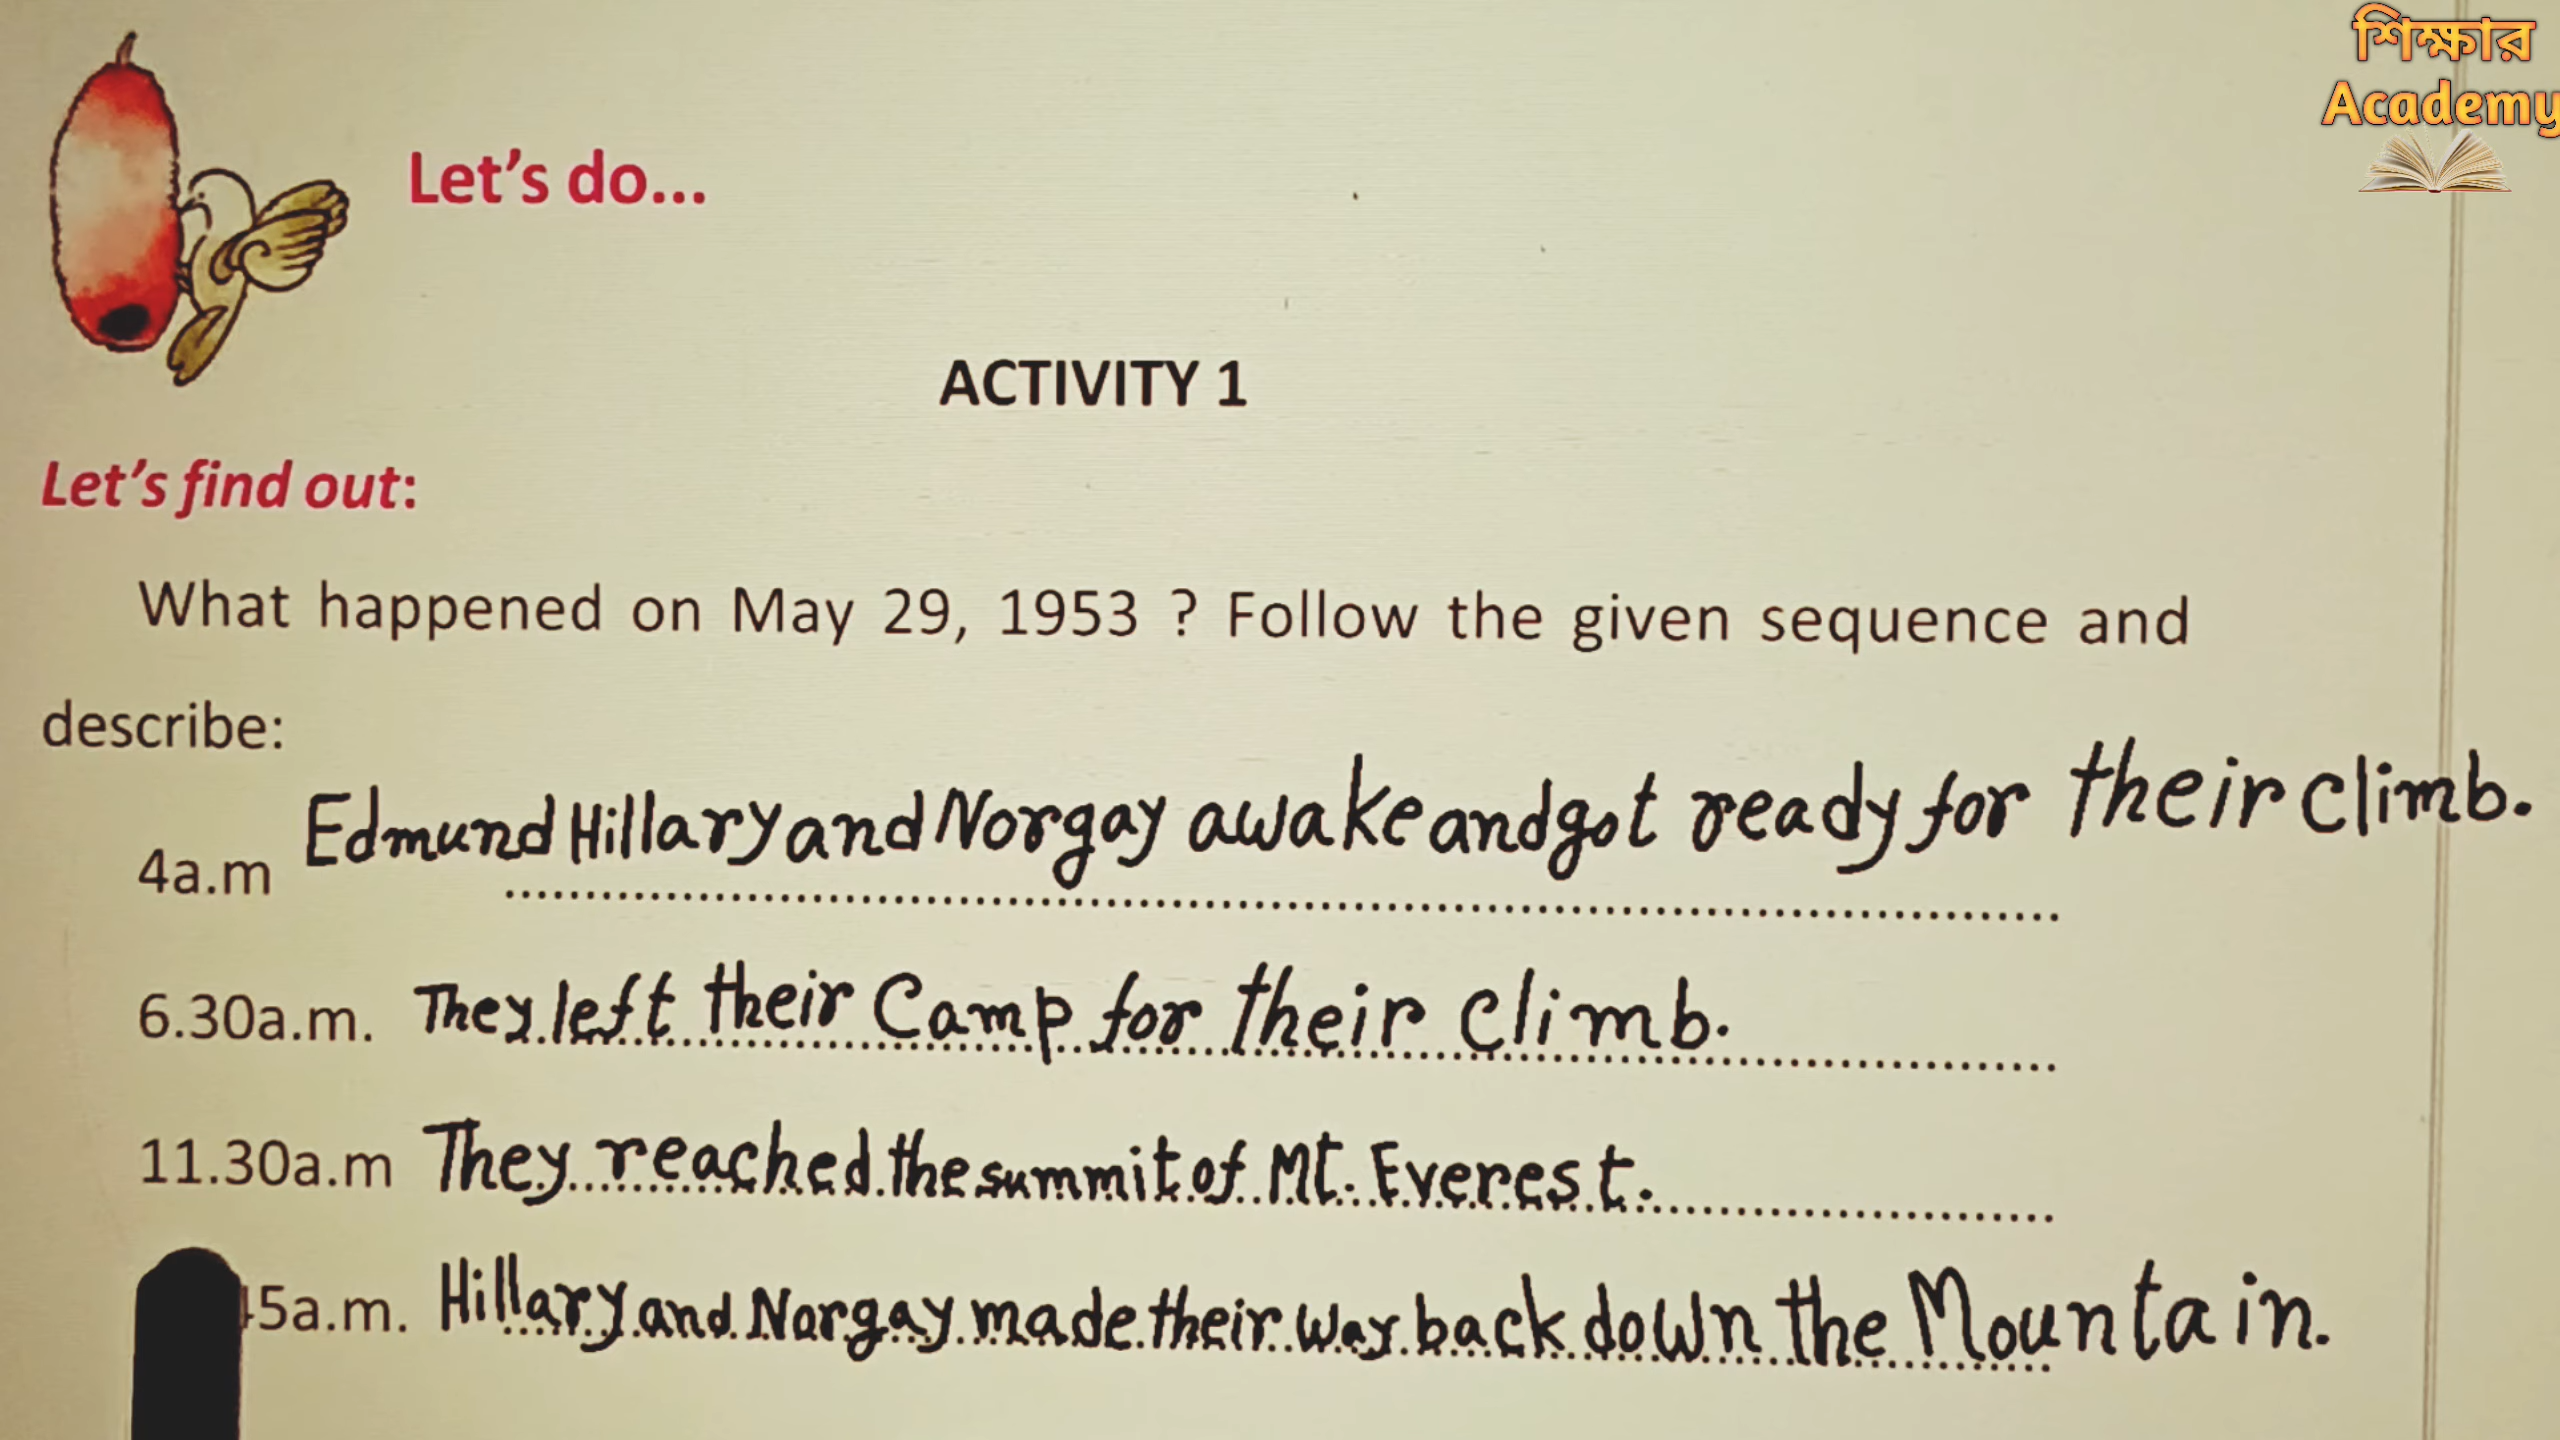 শিক্ষার
Academy
Let's do...
ACTIVITY 1
Let's find out:
What happened on May 29, 1953 ? Follow the given sequence and
describe:
4a.m Edmund Hillary and Norgay awake and got ready for their climb.
6.30a.m. They left their Camp for their climb.
11.30a.m They reached the summit of Mt. Everest.
45a.m. Hillary and Norgay made their way back down the Mountain.